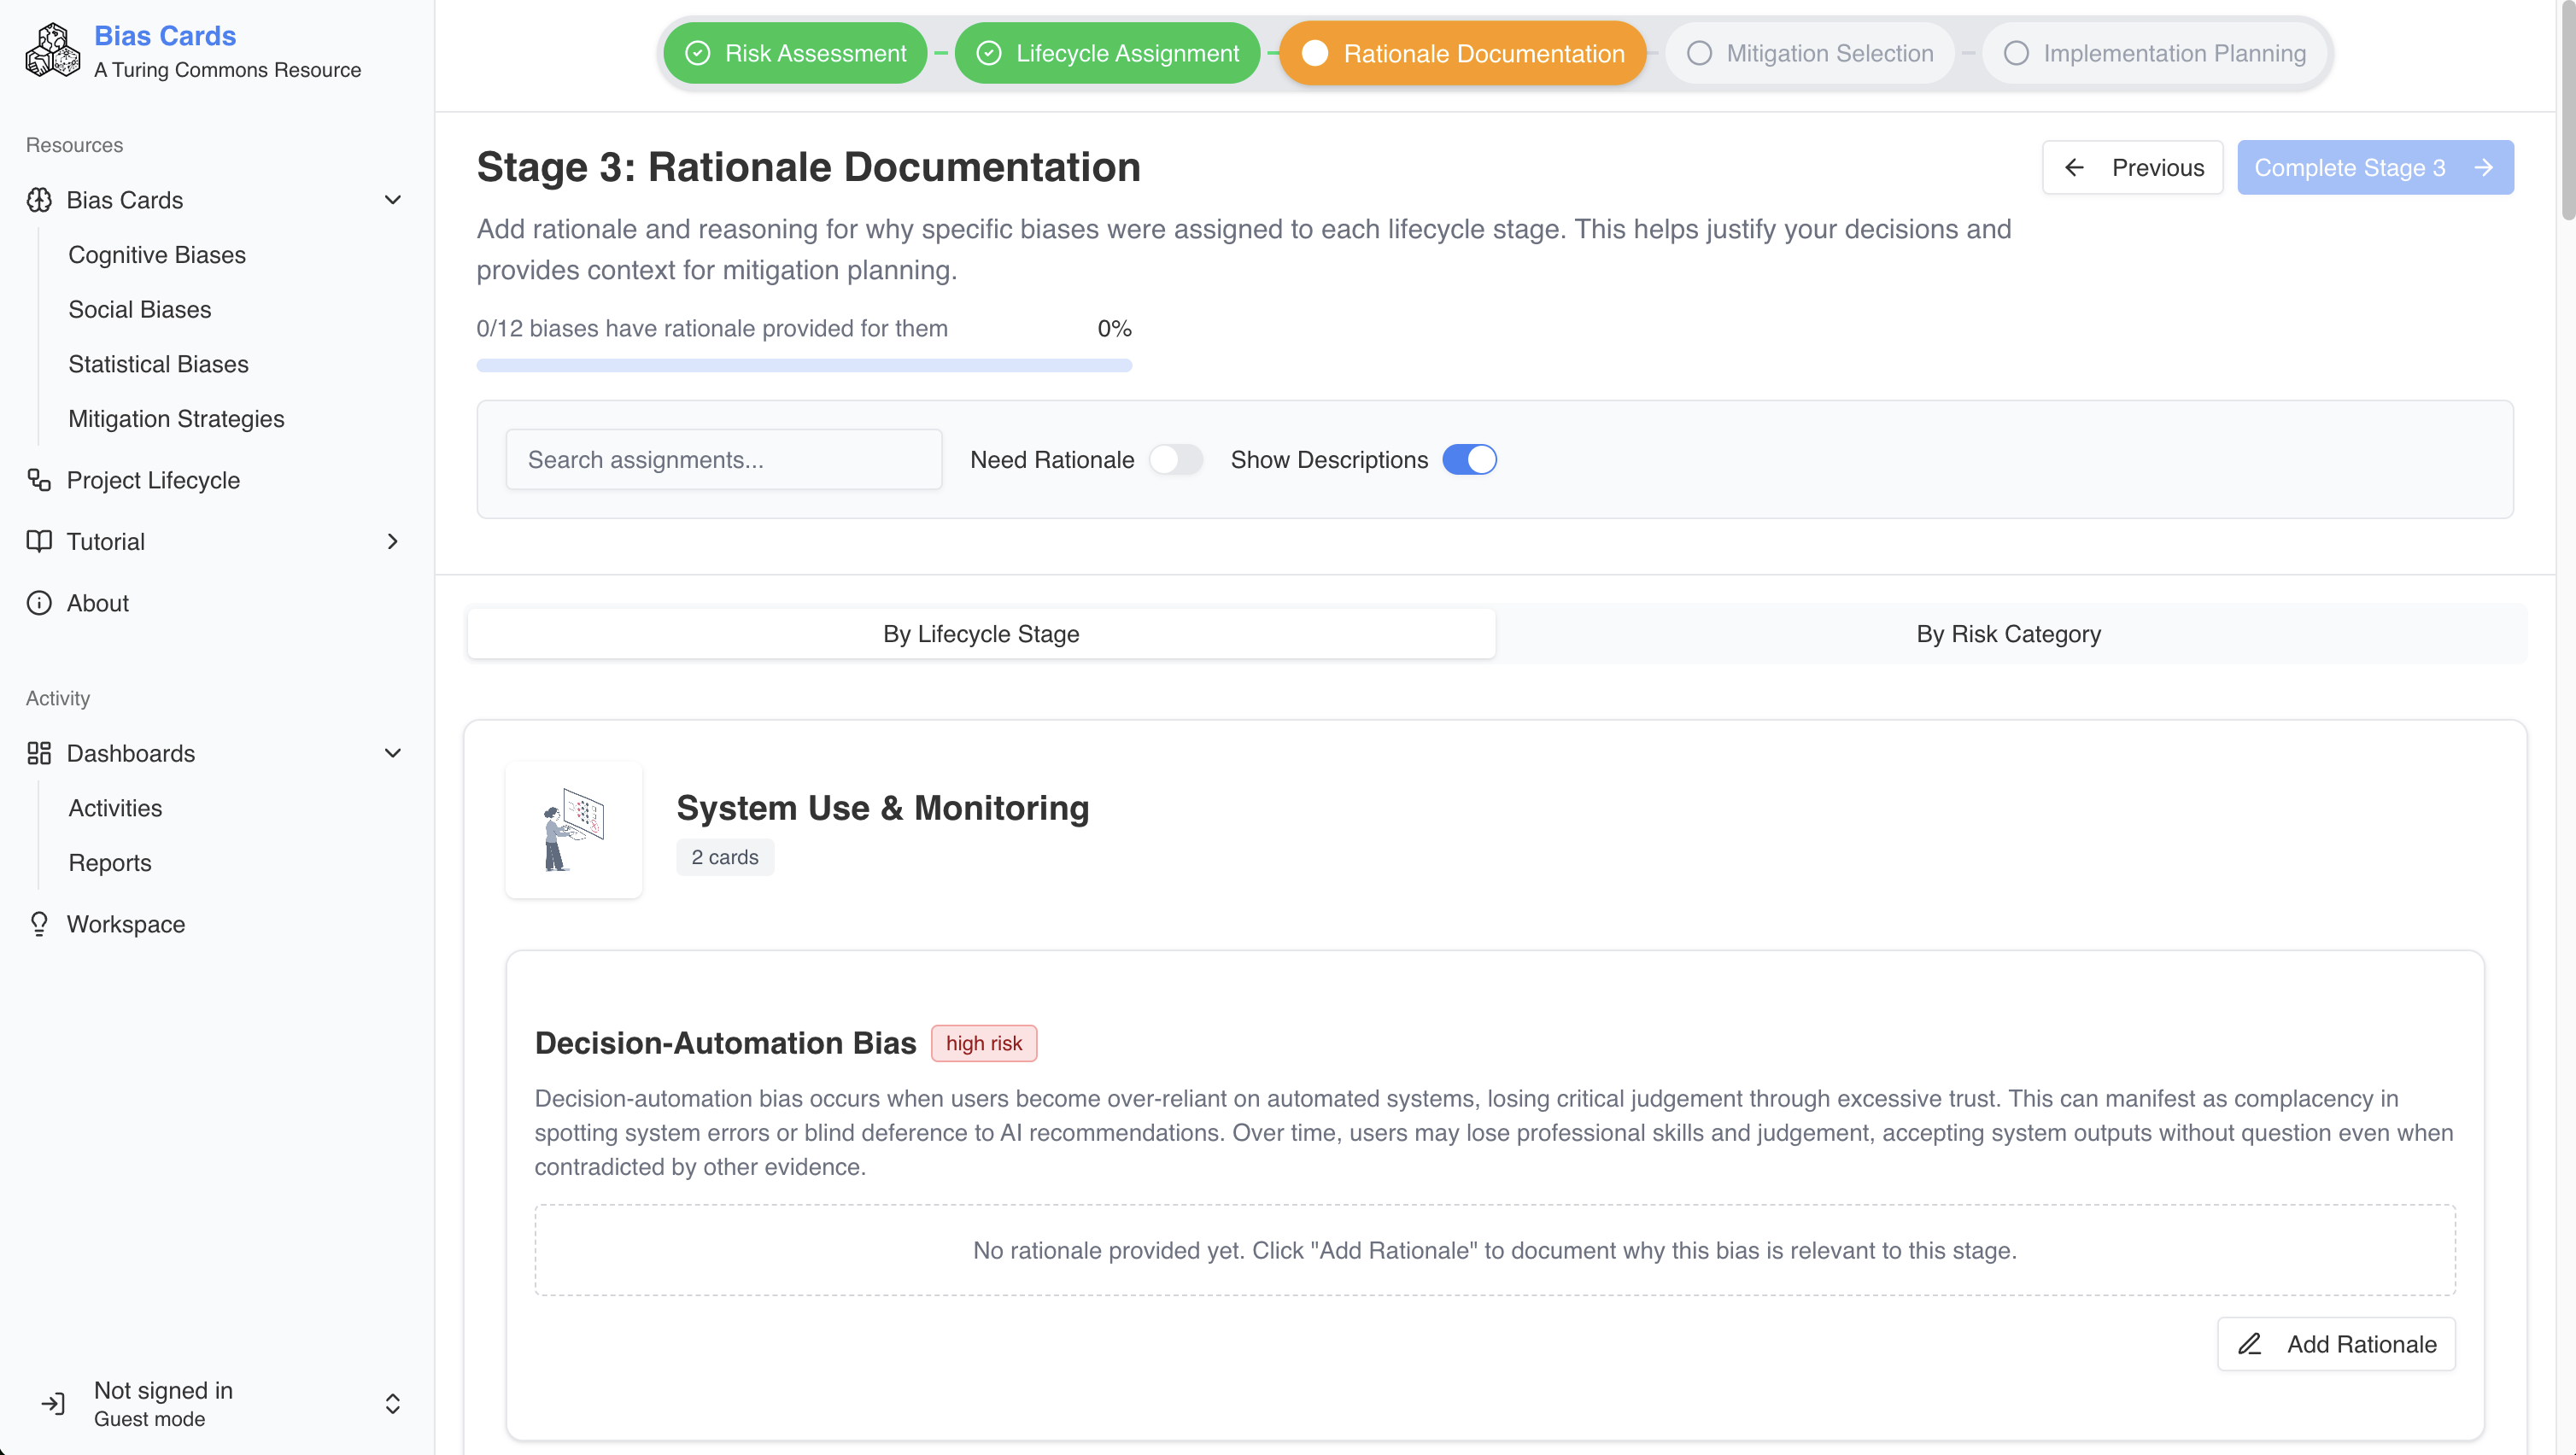 Bias Cards
A Turing Commons Resource
Resources
Bias Cards
Cognitive Biases
Social Biases
Statistical Biases
Mitigation Strategies
Project Lifecycle
Tutorial
About
Activity
Dashboards
Activities
Reports
Workspace
Not signed in
Guest mode
Risk Assessment
Lifecycle Assignment
Rationale Documentation
Mitigation Selection
Implementation Planning
Stage 3: Rationale Documentation
Previous
Complete Stage 3
Add rationale and reasoning for why specific biases were assigned to each lifecycle stage. This helps justify your decisions and
provides context for mitigation planning.
0/12 biases have rationale provided for them 0%
Search assignments...
Need Rationale
Show Descriptions
By Lifecycle Stage
By Risk Category
System Use & Monitoring
2 cards
Decision-Automation Bias high risk
Decision-automation bias occurs when users become over-reliant on automated systems, losing critical judgement through excessive trust. This can manifest as complacency in
spotting system errors or blind deference to AI recommendations. Over time, users may lose professional skills and judgement, accepting system outputs without question even when
contradicted by other evidence.
No rationale provided yet. Click "Add Rationale" to document why this bias is relevant to this stage.
Add Rationale